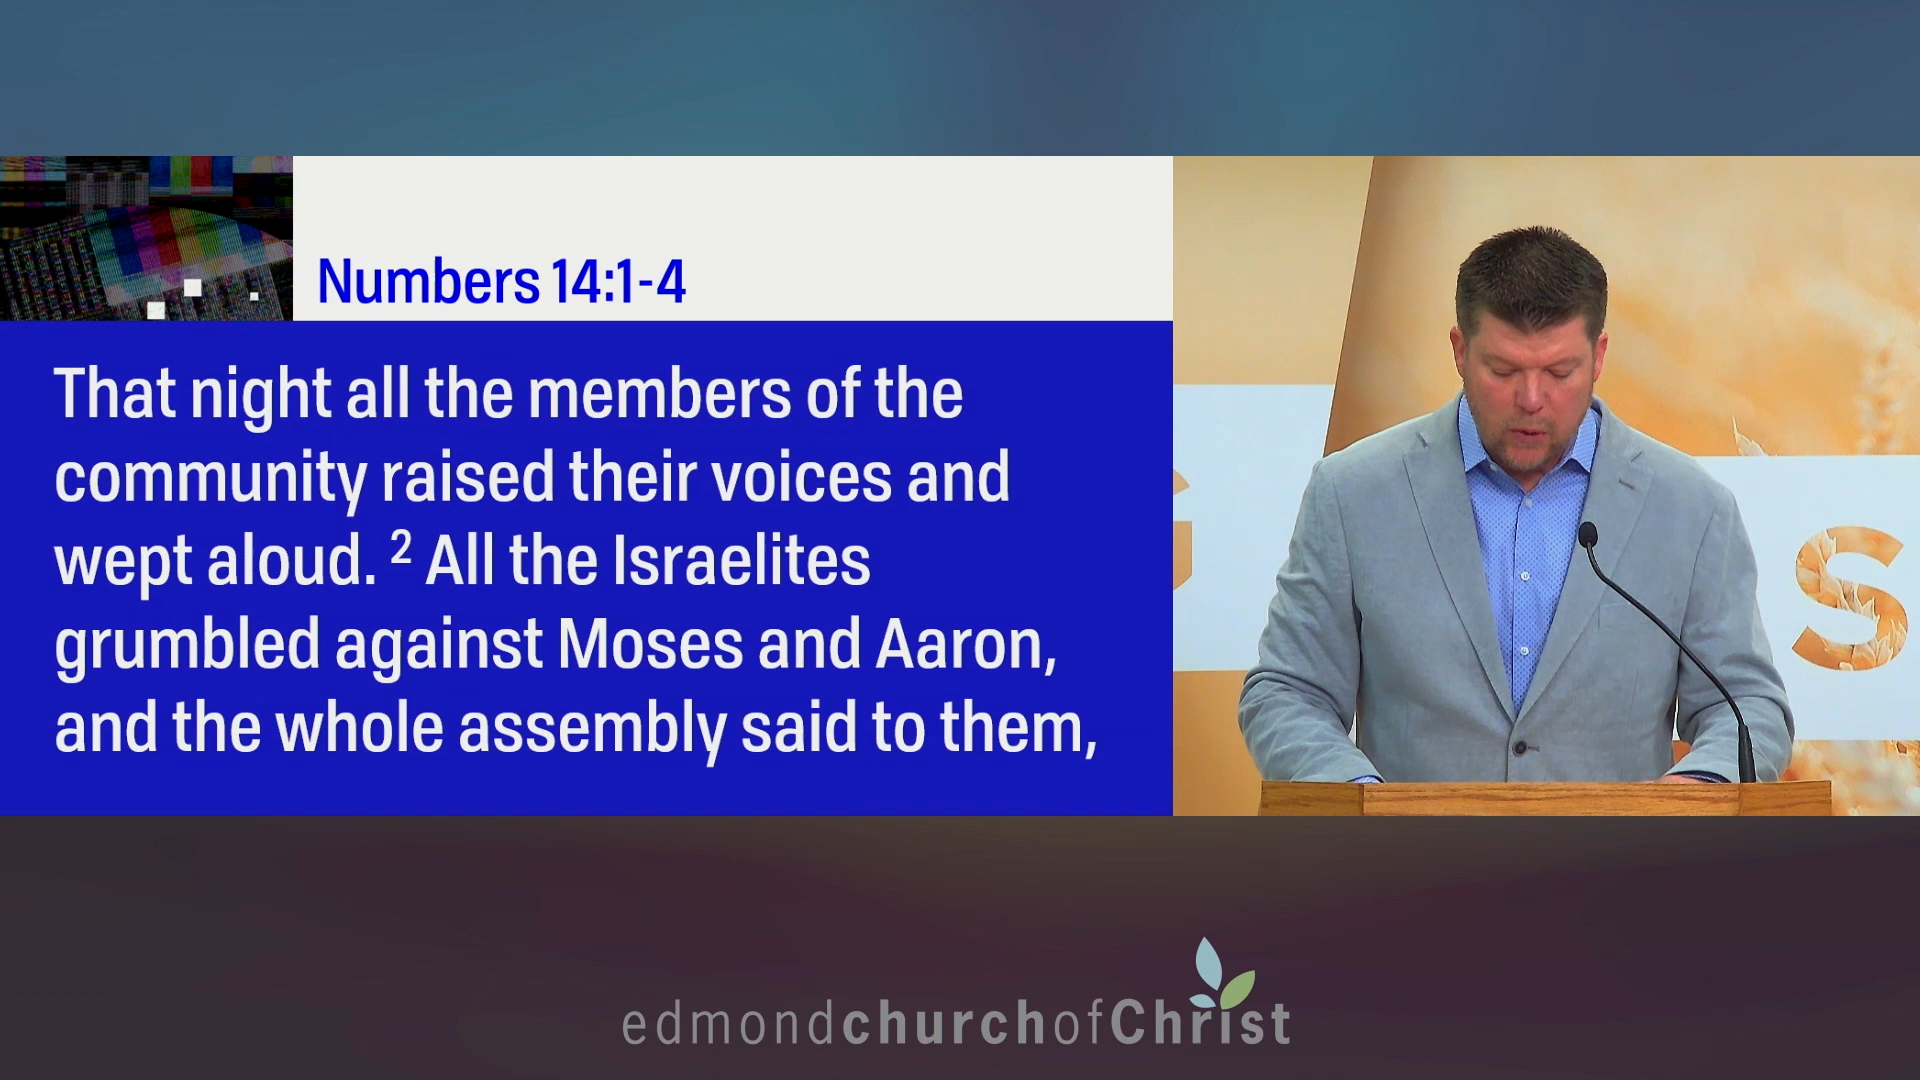 Numbers 14:1-4
That night all the members of the
community raised their voices and
wept aloud. ² All the Israelites
grumbled against Moses and Aaron,
and the whole assembly said to them,
S
edmondchurchofChrist